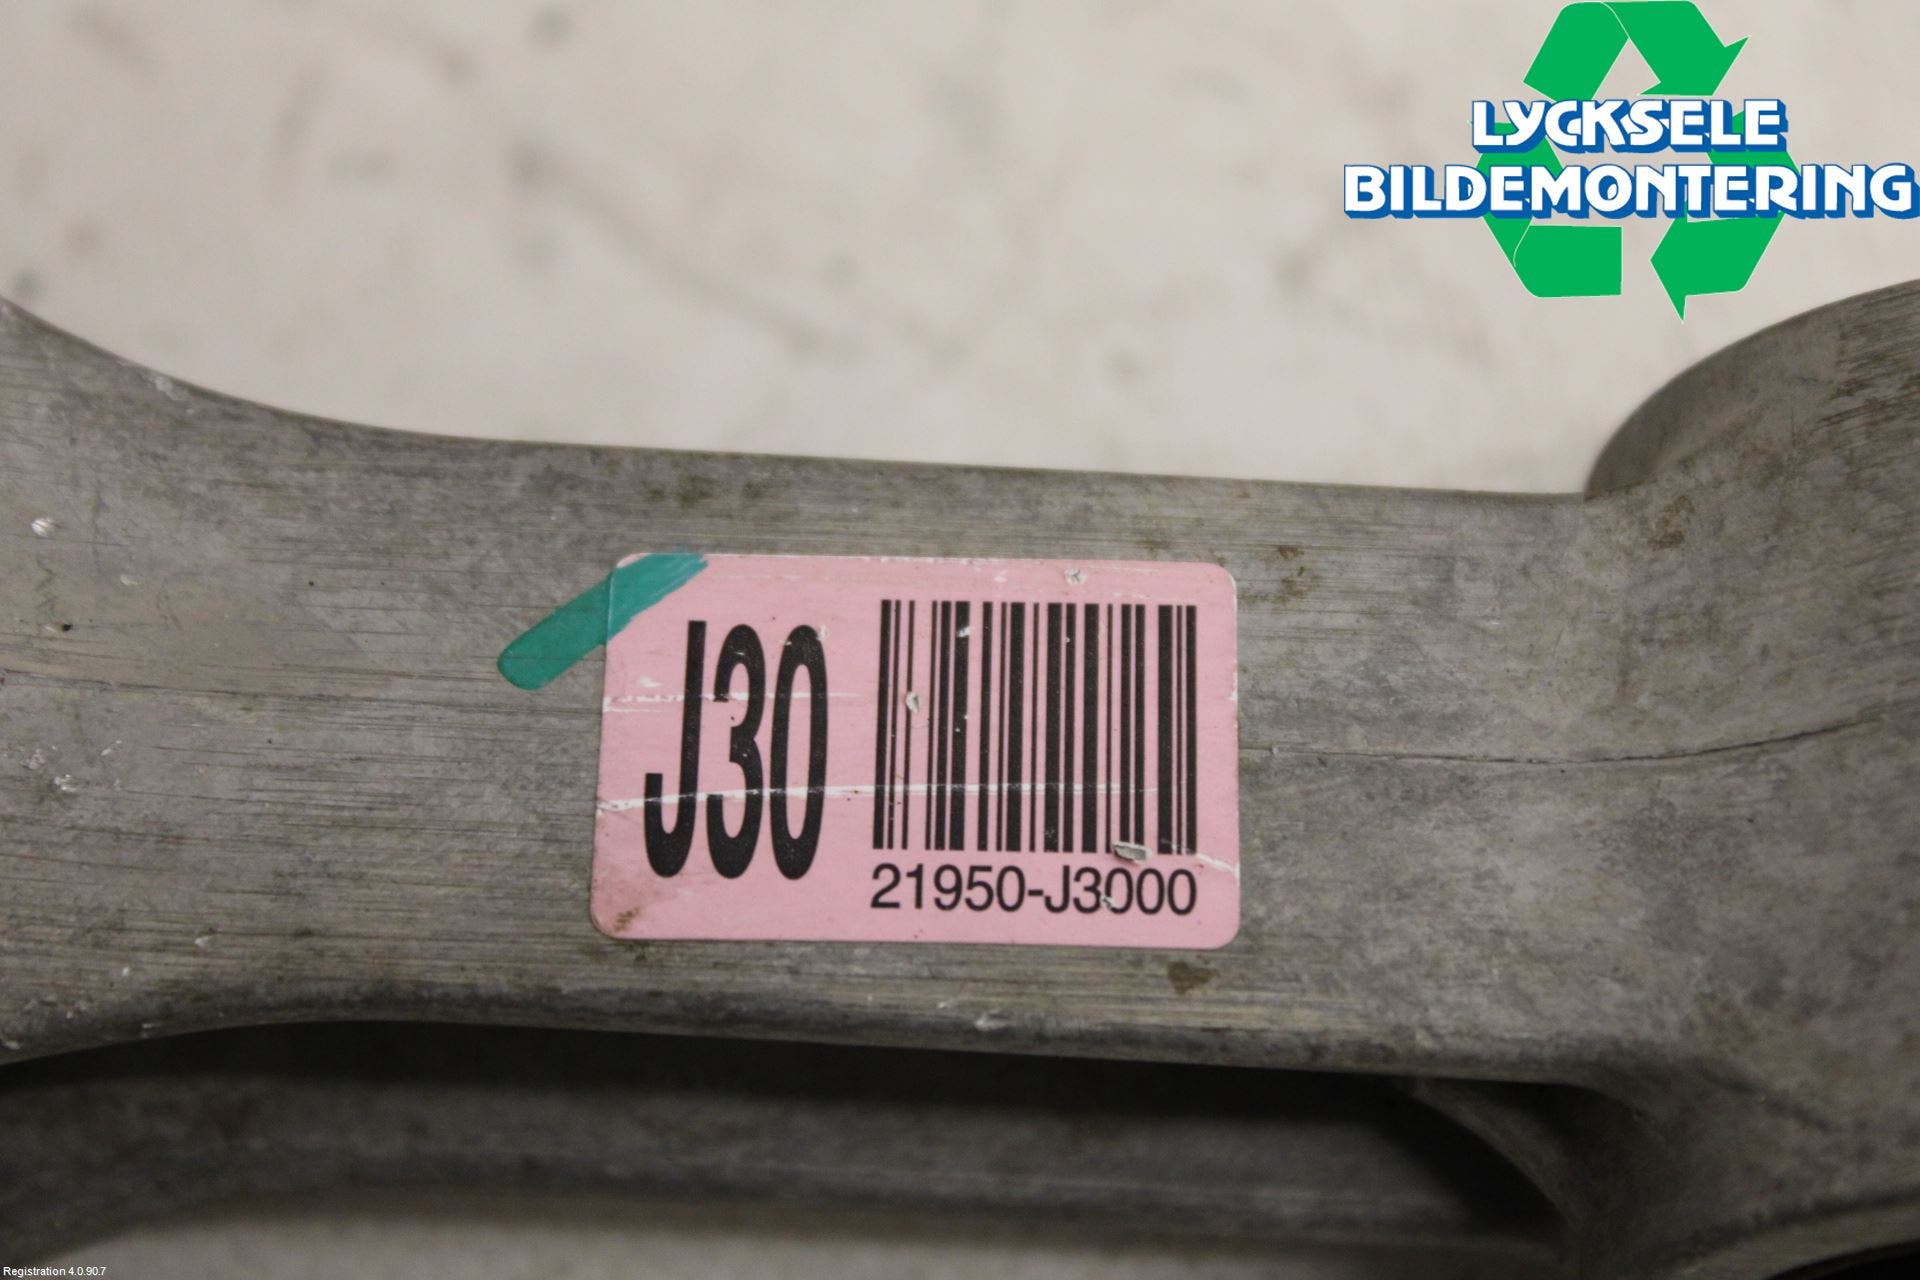 LYCKSELE
BILDEMONTERING
J30
21950-J3000
Registration 4.0.90.7